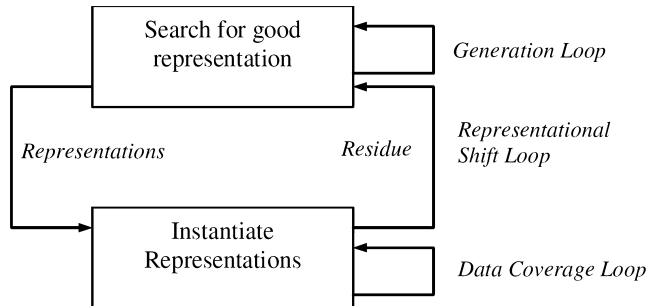 Search for good
representation
Generation Loop
Representations
Residue
Representational
Shift Loop
Instantiate
Representations
Data Coverage Loop